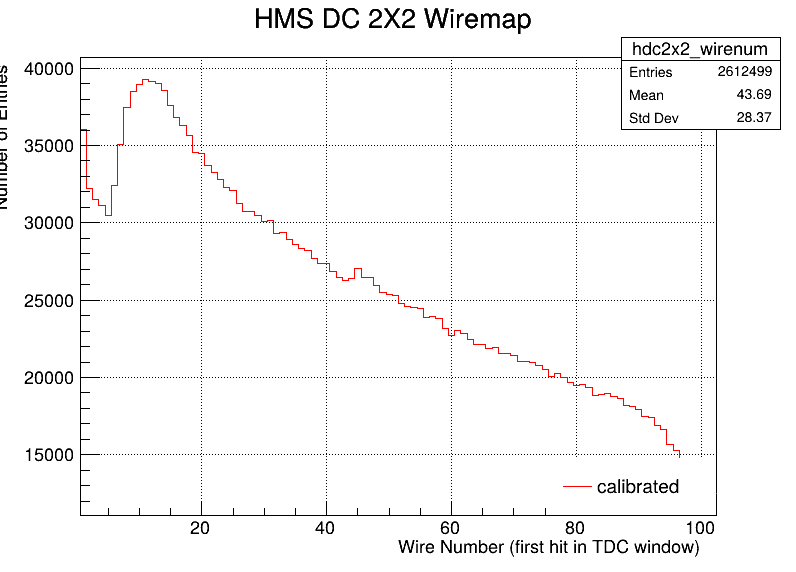 HMS DC 2X2 Wiremap
hdc2x2_wirenum
Entries 2612499
Mean 43.69
Std Dev 28.37
Number of Entries
40000
35000
30000
25000
20000
15000
calibrated
20 40 60 80 100
Wire Number (first hit in TDC window)